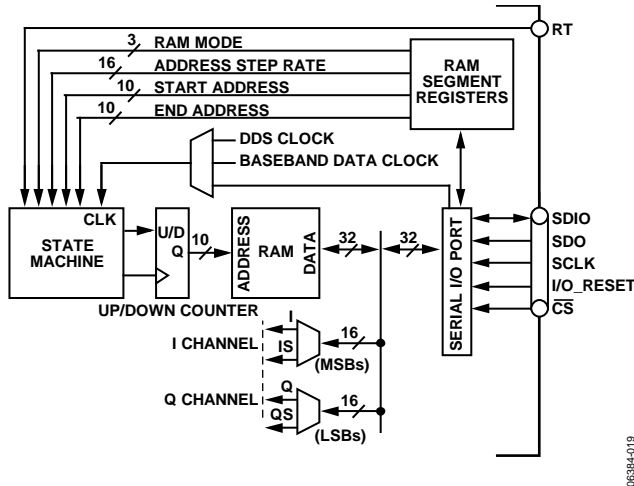 RT
3 RAM MODE
16 ADDRESS STEP RATE
10 START ADDRESS
10 END ADDRESS
RAM
SEGMENT
REGISTERS
DDS CLOCK
BASEBAND DATA CLOCK
CLK
STATE
MACHINE
U/D
Q
10
ADDRESS
RAM
DATA
32
32
SERIAL I/O PORT
SDIO
SDO
SCLK
I/O_RESET
CS
UP/DOWN COUNTER
I
I CHANNEL
IS
16
(MSBs)
Q
Q CHANNEL
QS
16
(LSBs)
06384-019